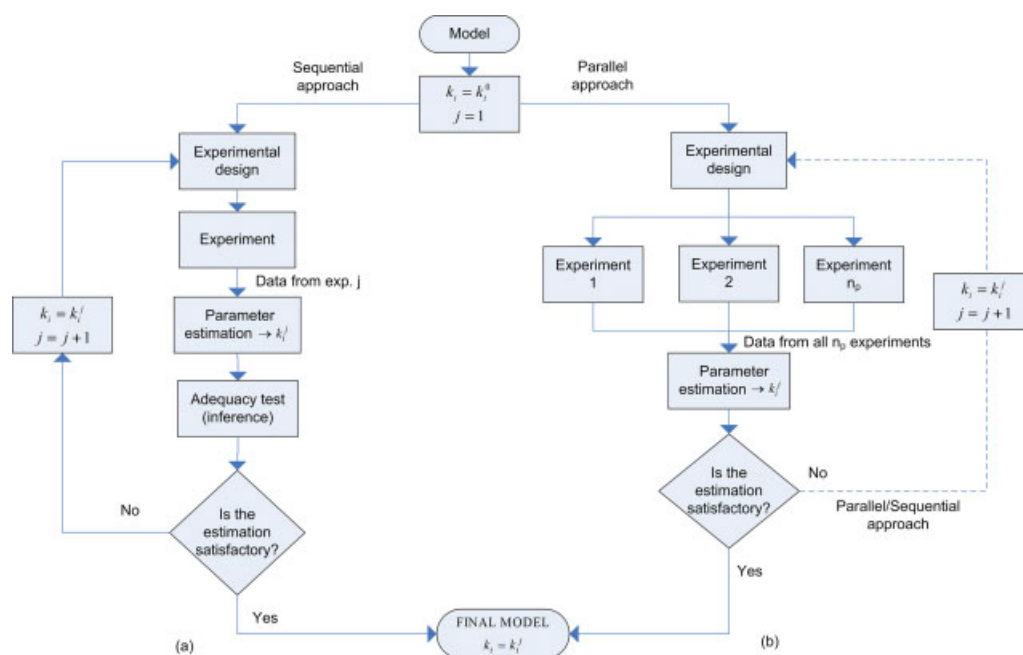 Model
Sequential
approach
Parallel
approach
k_i = k_i^0
j = 1
Experimental
design
Experiment
Data from exp. j
Parameter
estimation → k_i^j
Adequacy test
(inference)
Is the
estimation
satisfactory?
No
k_i = k_i^j
j = j + 1
Yes
(a)
Experimental
design
Experiment
1
Experiment
2
Experiment
n_p
Data from all n_p experiments
Parameter
estimation → k_i^j
Is the
estimation
satisfactory?
No
Parallel/Sequential
approach
k_i = k_i^j
j = j + 1
Yes
(b)
FINAL MODEL
k_i = k_i^j